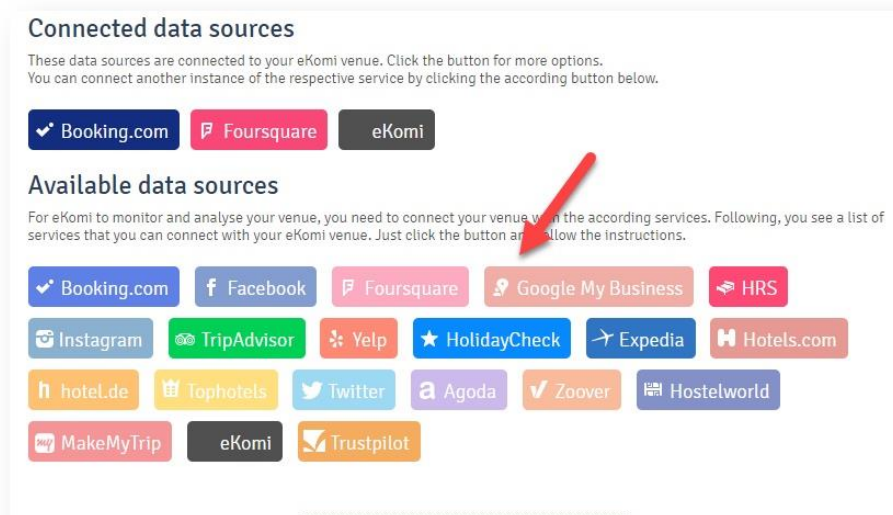 Connected data sources
These data sources are connected to your eKomi venue. Click the button for more options.
You can connect another instance of the respective service by clicking the according button below.
Booking.com Foursquare eKomi
Available data sources
For eKomi to monitor and analyse your venue, you need to connect your venue with the according services. Following, you see a list of
services that you can connect with your eKomi venue. Just click the button and follow the instructions.
Booking.com f Facebook Foursquare Google My Business HRS
Instagram TripAdvisor Yelp HolidayCheck Expedia H Hotels.com
h hotel.de Tophotels Twitter a Agoda Zoover Hostelworld
my MakeMyTrip eKomi Trustpilot